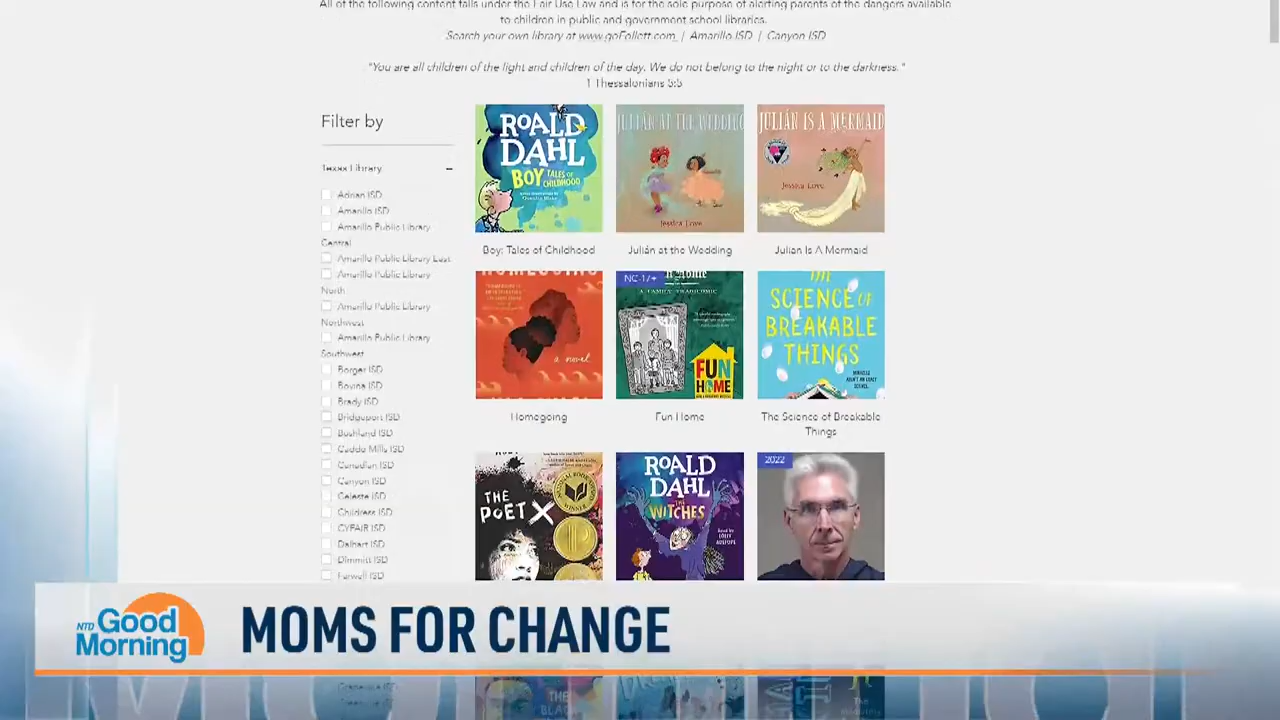 All of the following content falls under the Fair Use Law and is for the sole purpose of alerting parents of the dangers available
to children in public and government school libraries.
Search your own library at www.goFollett.com | Amarillo ISD | Canyon ISD
"You are all children of the light and children of the day. We do not belong to the night or to the darkness."
1 Thessalonians 5:5
Filter by
Texas Library
Adrian ISD
Amarillo ISD
Amarillo Public Library
Central
Amarillo Public Library East
Amarillo Public Library
North
Amarillo Public Library
Northwest
Amarillo Public Library
Southwest
Borger ISD
Bovina ISD
Brady ISD
Bridgeport ISD
Bushland ISD
Caddo Mills ISD
Canadian ISD
Canyon ISD
Celeste ISD
Childress ISD
CYFAIR ISD
Dalhart ISD
Dimmitt ISD
Farwell ISD
ROALD
DAHL
BOY TALES OF
CHILDHOOD
Boy: Tales of Childhood
JULIÁN AT THE WEDDING
Jessica Love
Julián at the Wedding
JULIÁN IS A MERMAID
Jessica Love
Julian Is A Mermaid
HOMEGOING
a novel
Homegoing
NC-17+
A FAMILY TRAGICOMIC
FUN
HOME
Fun Home
THE
SCIENCE OF
BREAKABLE
THINGS
The Science of Breakable
Things
THE
POET X
ROALD
DAHL
THE
WITCHES
2022
NTD
Good
Morning
MOMS FOR CHANGE
THE
The